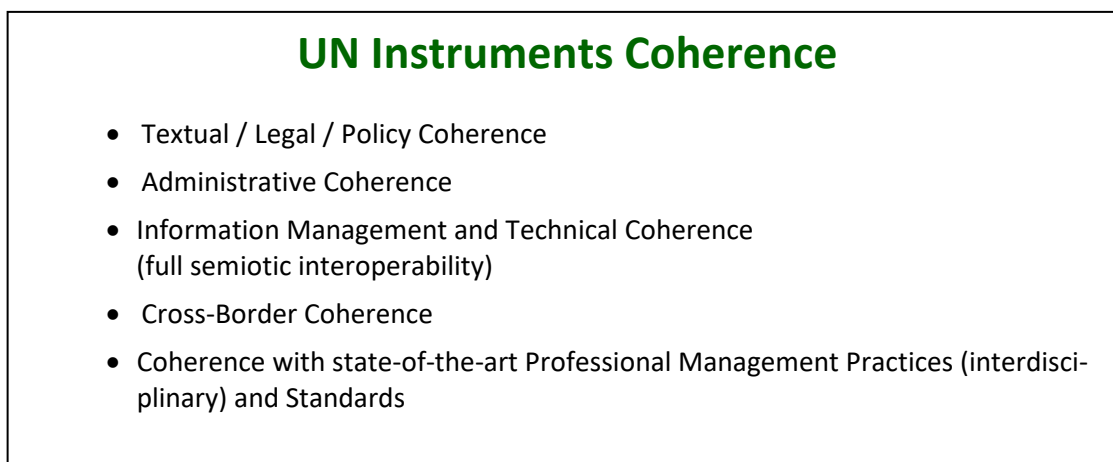 UN Instruments Coherence
• Textual / Legal / Policy Coherence
• Administrative Coherence
• Information Management and Technical Coherence
(full semiotic interoperability)
• Cross-Border Coherence
• Coherence with state-of-the-art Professional Management Practices (interdisci-
plinary) and Standards